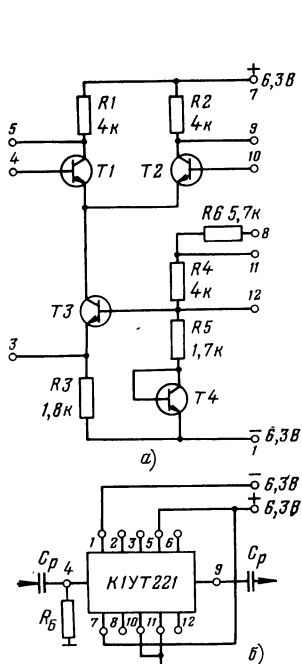 +
R1 R2 6,3В
4к 4к 7
5 9
4 T1 T2 10
R6 5,7к
8
R4 11
4к
T3 12
R5
1,7к
3
R3 T4
1,8к
− 6,3В
1
а)
− 6,3В
+ 6,3В
1 2 3 5 6
Cр 4 К1УТ221 9 Cр
RБ
7 8 10 11 12
б)